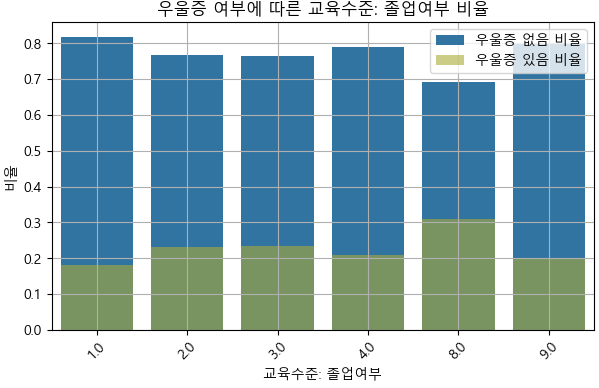 우울증 여부에 따른 교육수준: 졸업여부 비율
우울증 없음 비율
우울증 있음 비율
비율
0.8
0.7
0.6
0.5
0.4
0.3
0.2
0.1
0.0
1.0 2.0 3.0 4.0 8.0 9.0
교육수준: 졸업여부